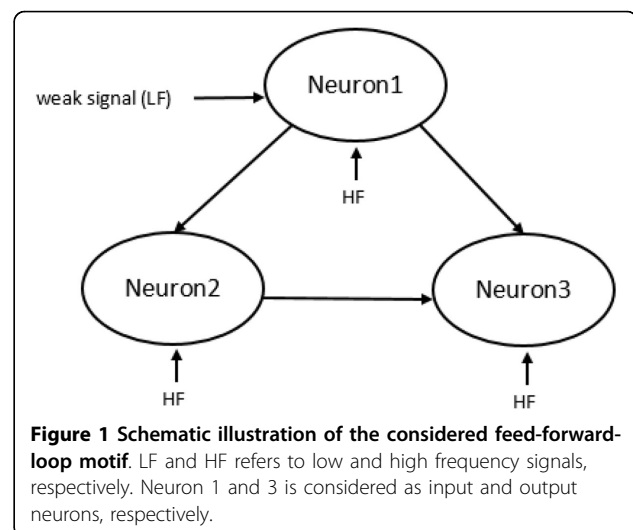 Neuron1
weak signal (LF)
HF
Neuron2
Neuron3
HF
HF
Figure 1 Schematic illustration of the considered feed-forward-
loop motif. LF and HF refers to low and high frequency signals,
respectively. Neuron 1 and 3 is considered as input and output
neurons, respectively.